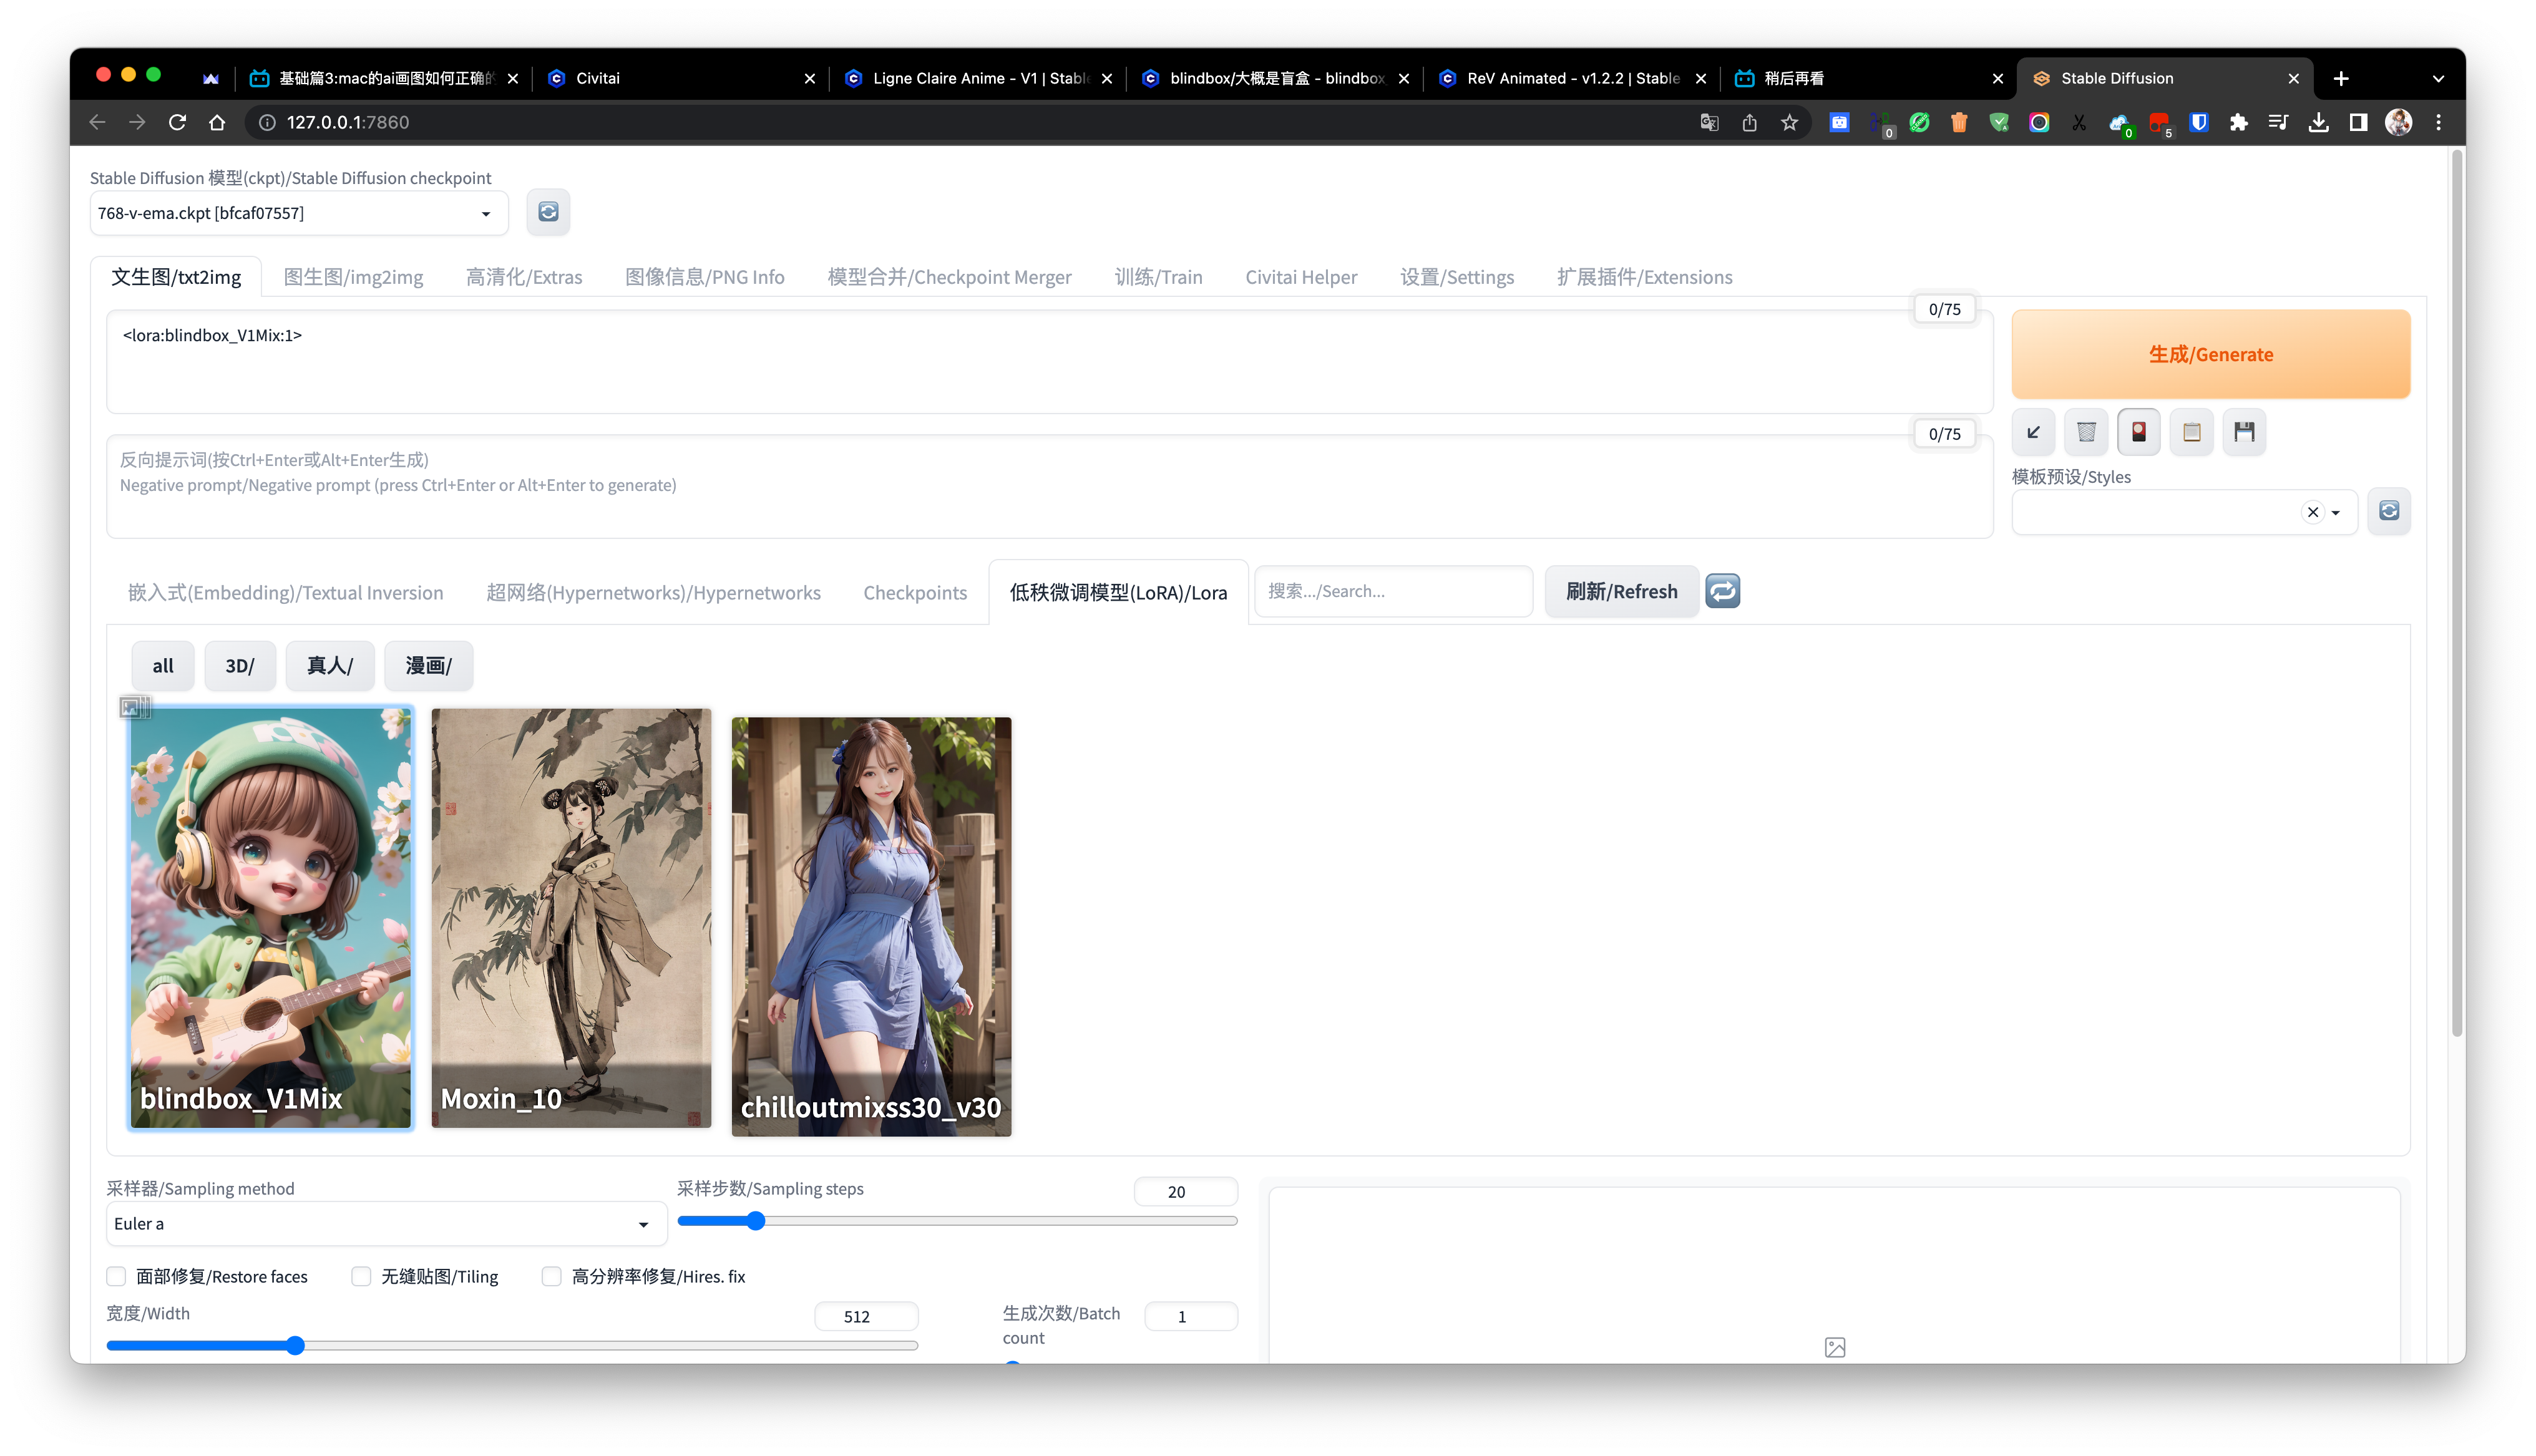 基础篇3:mac的ai画图如何正确的
Civitai
Ligne Claire Anime - V1 | Stable
blindbox/大概是盲盒 - blindbox
ReV Animated - v1.2.2 | Stable
稍后再看
Stable Diffusion
127.0.0.1:7860
0
0
5
Stable Diffusion 模型(ckpt)/Stable Diffusion checkpoint
768-v-ema.ckpt [bfcaf07557]
文生图/txt2img
图生图/img2img
高清化/Extras
图像信息/PNG Info
模型合并/Checkpoint Merger
训练/Train
Civitai Helper
设置/Settings
扩展插件/Extensions
0/75
<lora:blindbox_V1Mix:1>
生成/Generate
0/75
反向提示词(按Ctrl+Enter或Alt+Enter生成)
Negative prompt/Negative prompt (press Ctrl+Enter or Alt+Enter to generate)
模板预设/Styles
嵌入式(Embedding)/Textual Inversion
超网络(Hypernetworks)/Hypernetworks
Checkpoints
低秩微调模型(LoRA)/Lora
搜索.../Search...
刷新/Refresh
all
3D/
真人/
漫画/
blindbox_V1Mix
Moxin_10
chilloutmixss30_v30
采样器/Sampling method
Euler a
采样步数/Sampling steps
20
面部修复/Restore faces
无缝贴图/Tiling
高分辨率修复/Hires. fix
宽度/Width
512
生成次数/Batch
count
1